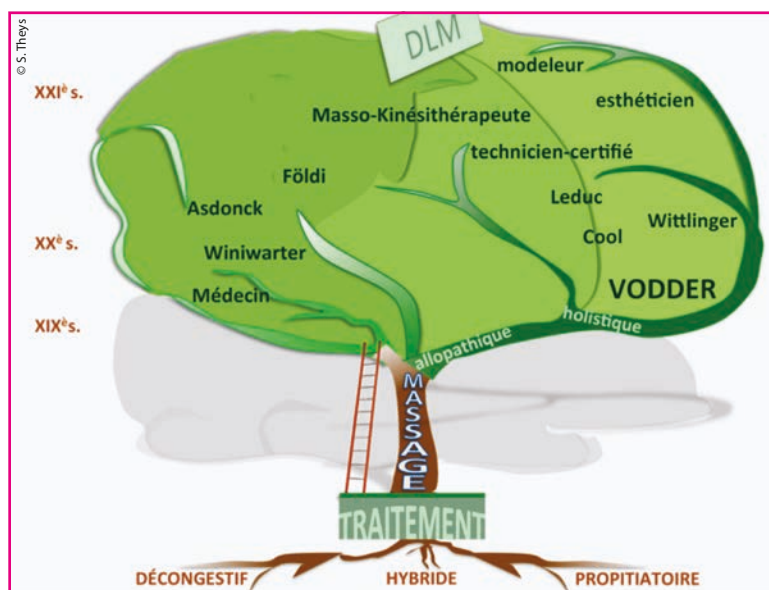 © S. Theys
DLM
modeleur
XXIè s.
esthéticien
Masso-Kinésithérapeute
technicien-certifié
Földi
Leduc
Asdonck
Wittlinger
XXè s.
Cool
Winiwarter
Médecin
VODDER
XIXès.
holistique
allopathique
MASSAGE
TRAITEMENT
DÉCONGESTIF
HYBRIDE
PROPITIATOIRE